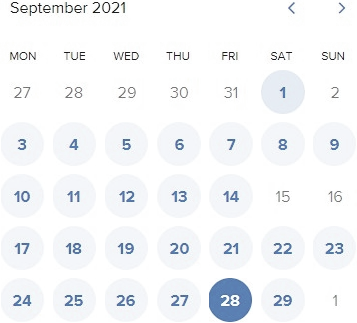 September 2021
MON TUE WED THU FRI SAT SUN
27 28 29 30 31 1 2
3 4 5 6 7 8 9
10 11 12 13 14 15 16
17 18 19 20 21 22 23
24 25 26 27 28 29 1